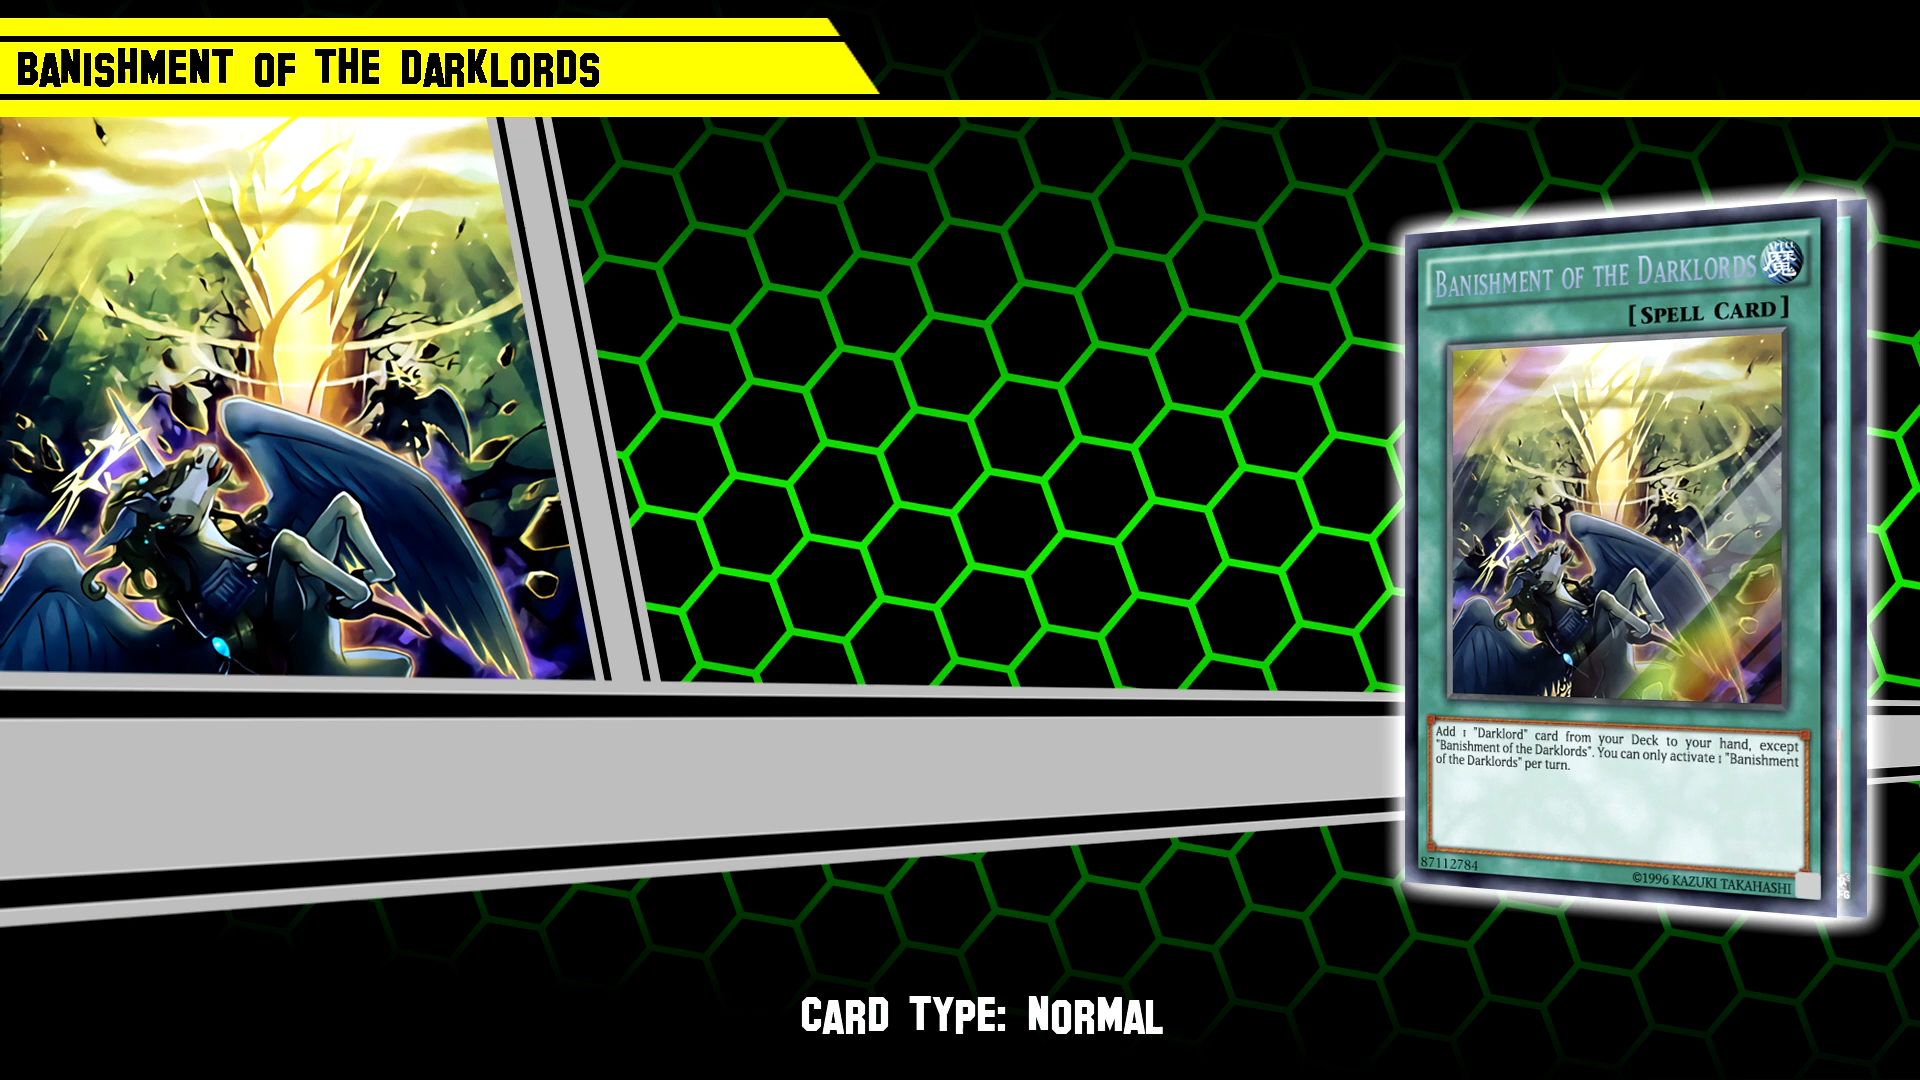 BANISHMENT OF THE DARKLORDS
BANISHMENT OF THE DARKLORDS 魔
[SPELL CARD]
Add 1 "Darklord" card from your Deck to your hand, except
"Banishment of the Darklords". You can only activate 1 "Banishment
of the Darklords" per turn.
87112784
©1996 KAZUKI TAKAHASHI
CARD TYPE: NORMAL